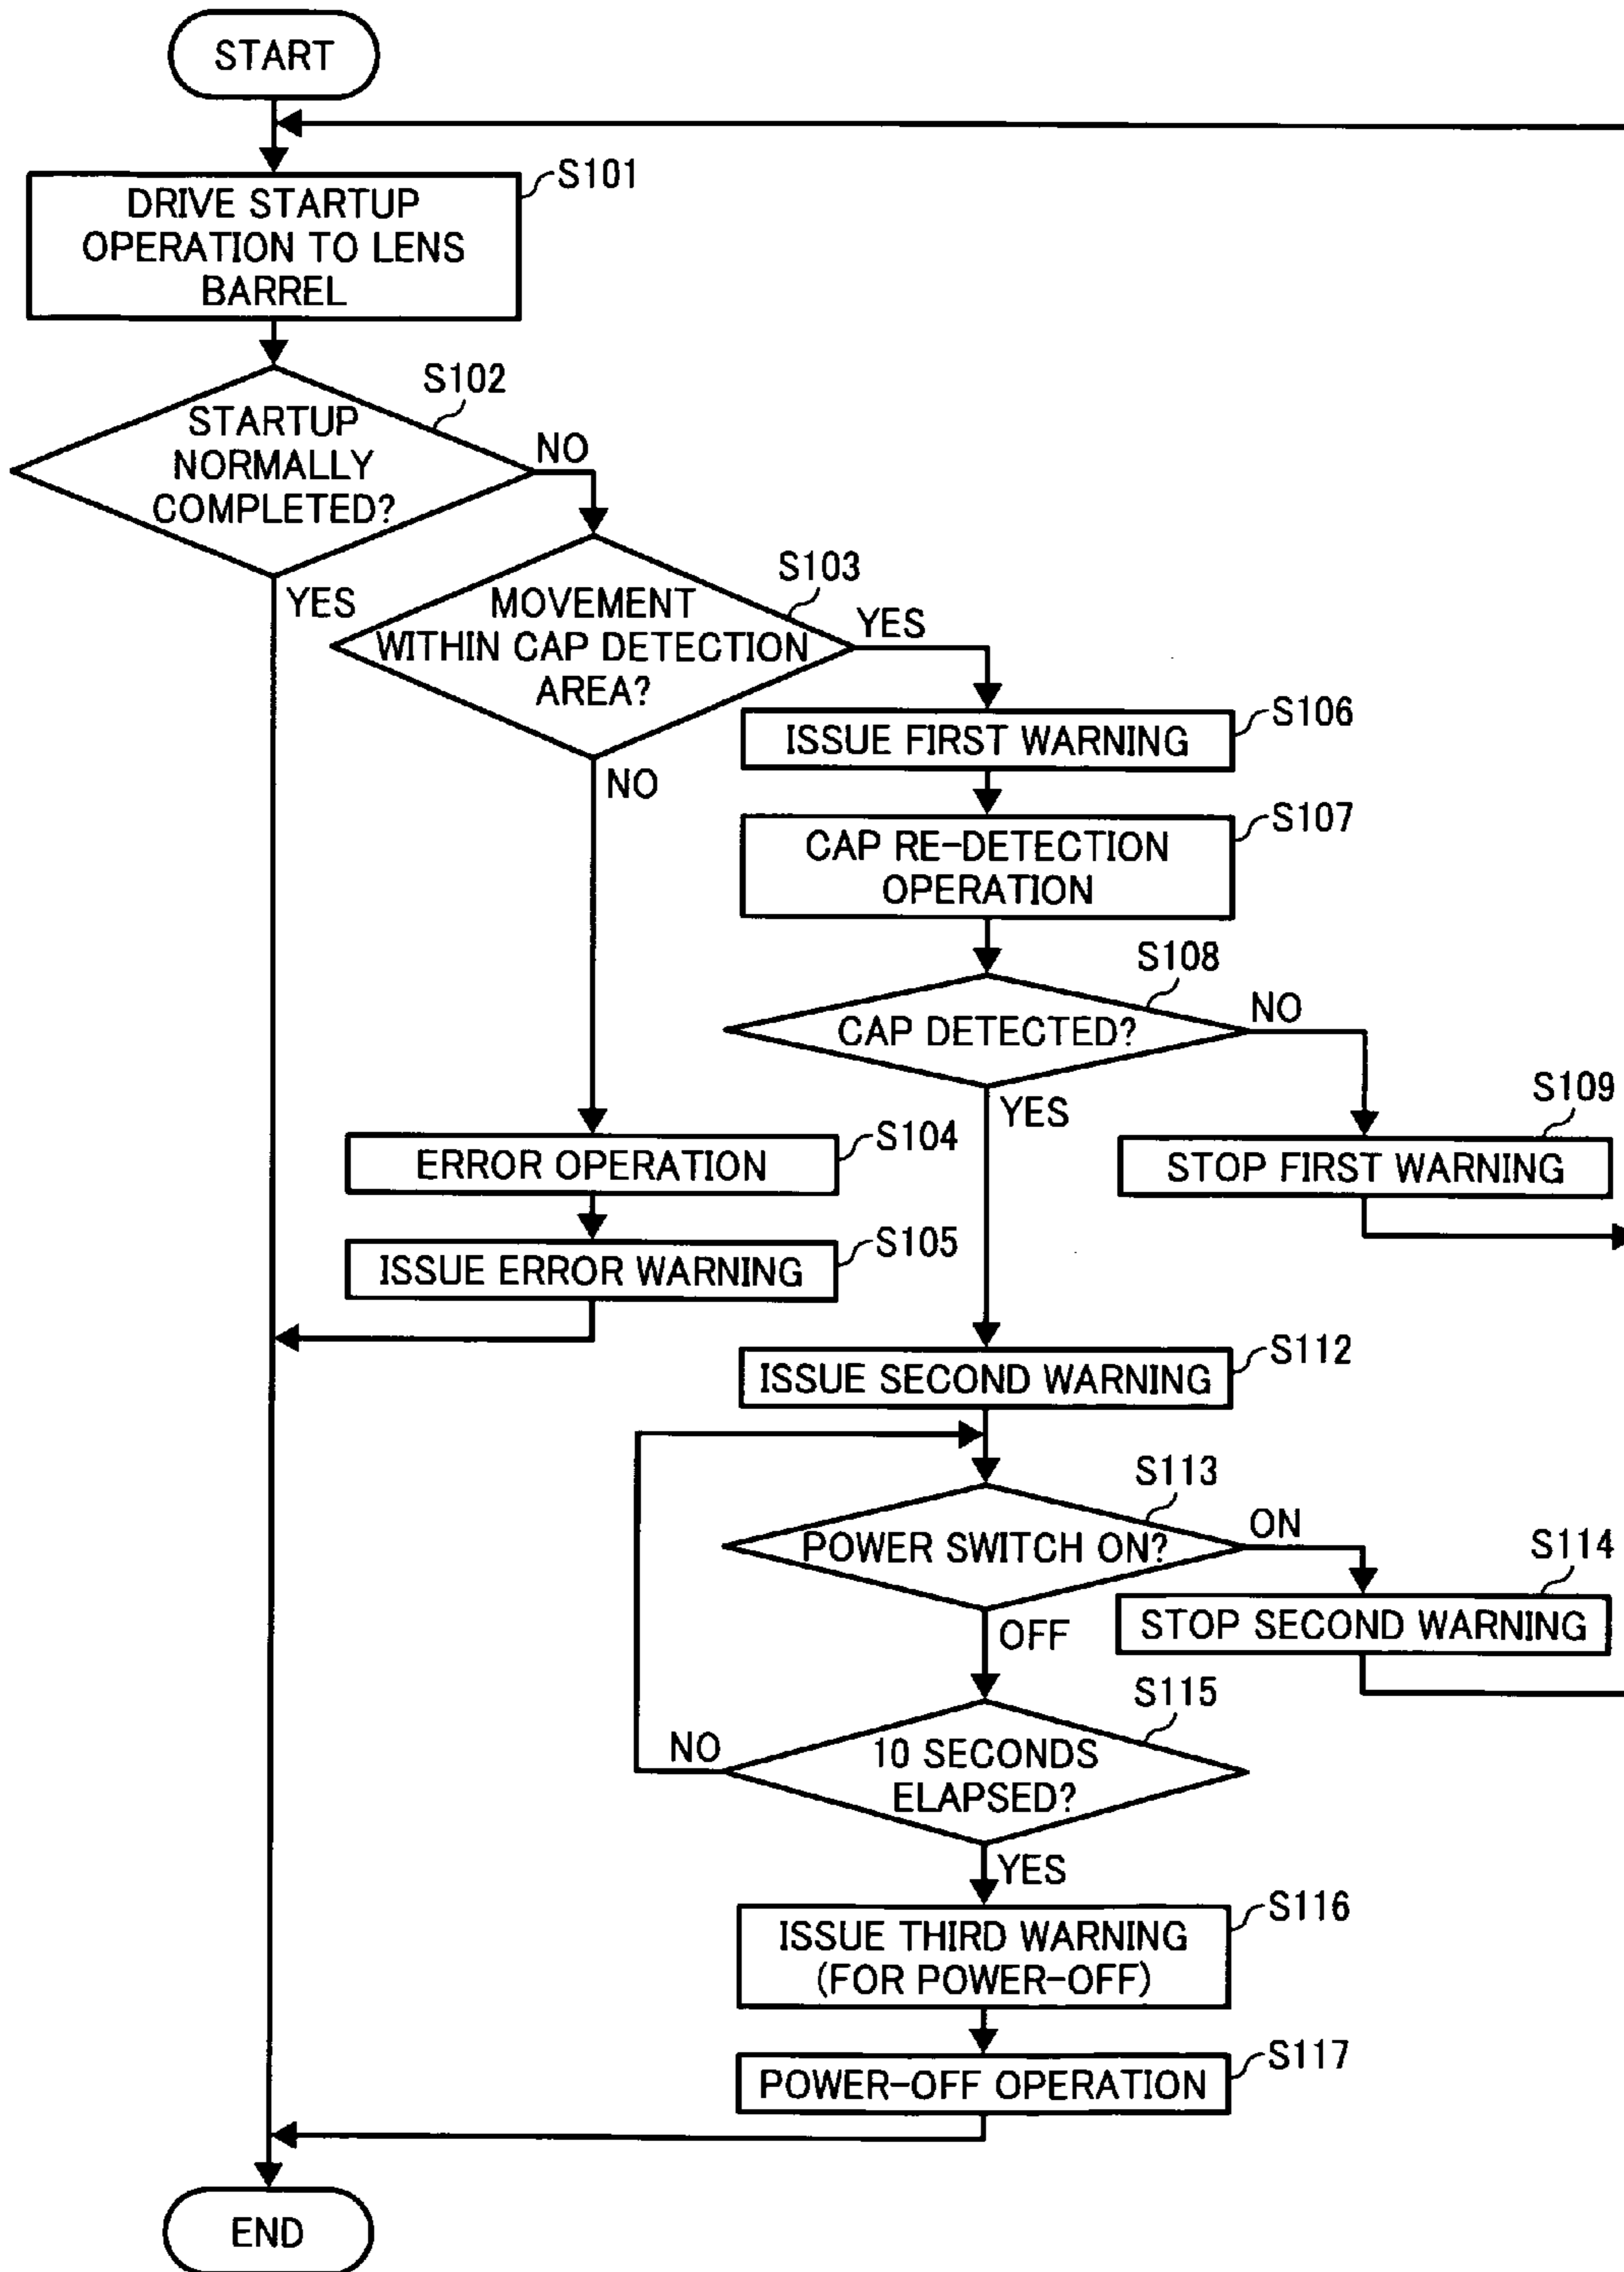 START
S101
DRIVE STARTUP
OPERATION TO LENS
BARREL
S102
STARTUP
NORMALLY
COMPLETED?
NO
YES
S103
MOVEMENT
WITHIN CAP DETECTION
AREA?
YES
NO
S106
ISSUE FIRST WARNING
S107
CAP RE-DETECTION
OPERATION
S108
CAP DETECTED?
NO
YES
S109
STOP FIRST WARNING
S104
ERROR OPERATION
S105
ISSUE ERROR WARNING
S112
ISSUE SECOND WARNING
S113
POWER SWITCH ON?
ON
OFF
S114
STOP SECOND WARNING
S115
10 SECONDS
ELAPSED?
NO
YES
S116
ISSUE THIRD WARNING
(FOR POWER-OFF)
S117
POWER-OFF OPERATION
END